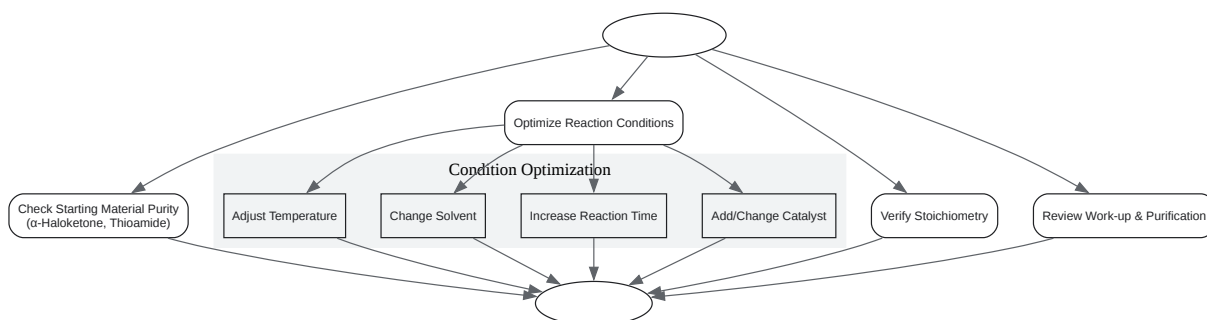 Optimize Reaction Conditions
Condition Optimization
Check Starting Material Purity
(α-Haloketone, Thioamide)
Adjust Temperature
Change Solvent
Increase Reaction Time
Add/Change Catalyst
Verify Stoichiometry
Review Work-up & Purification